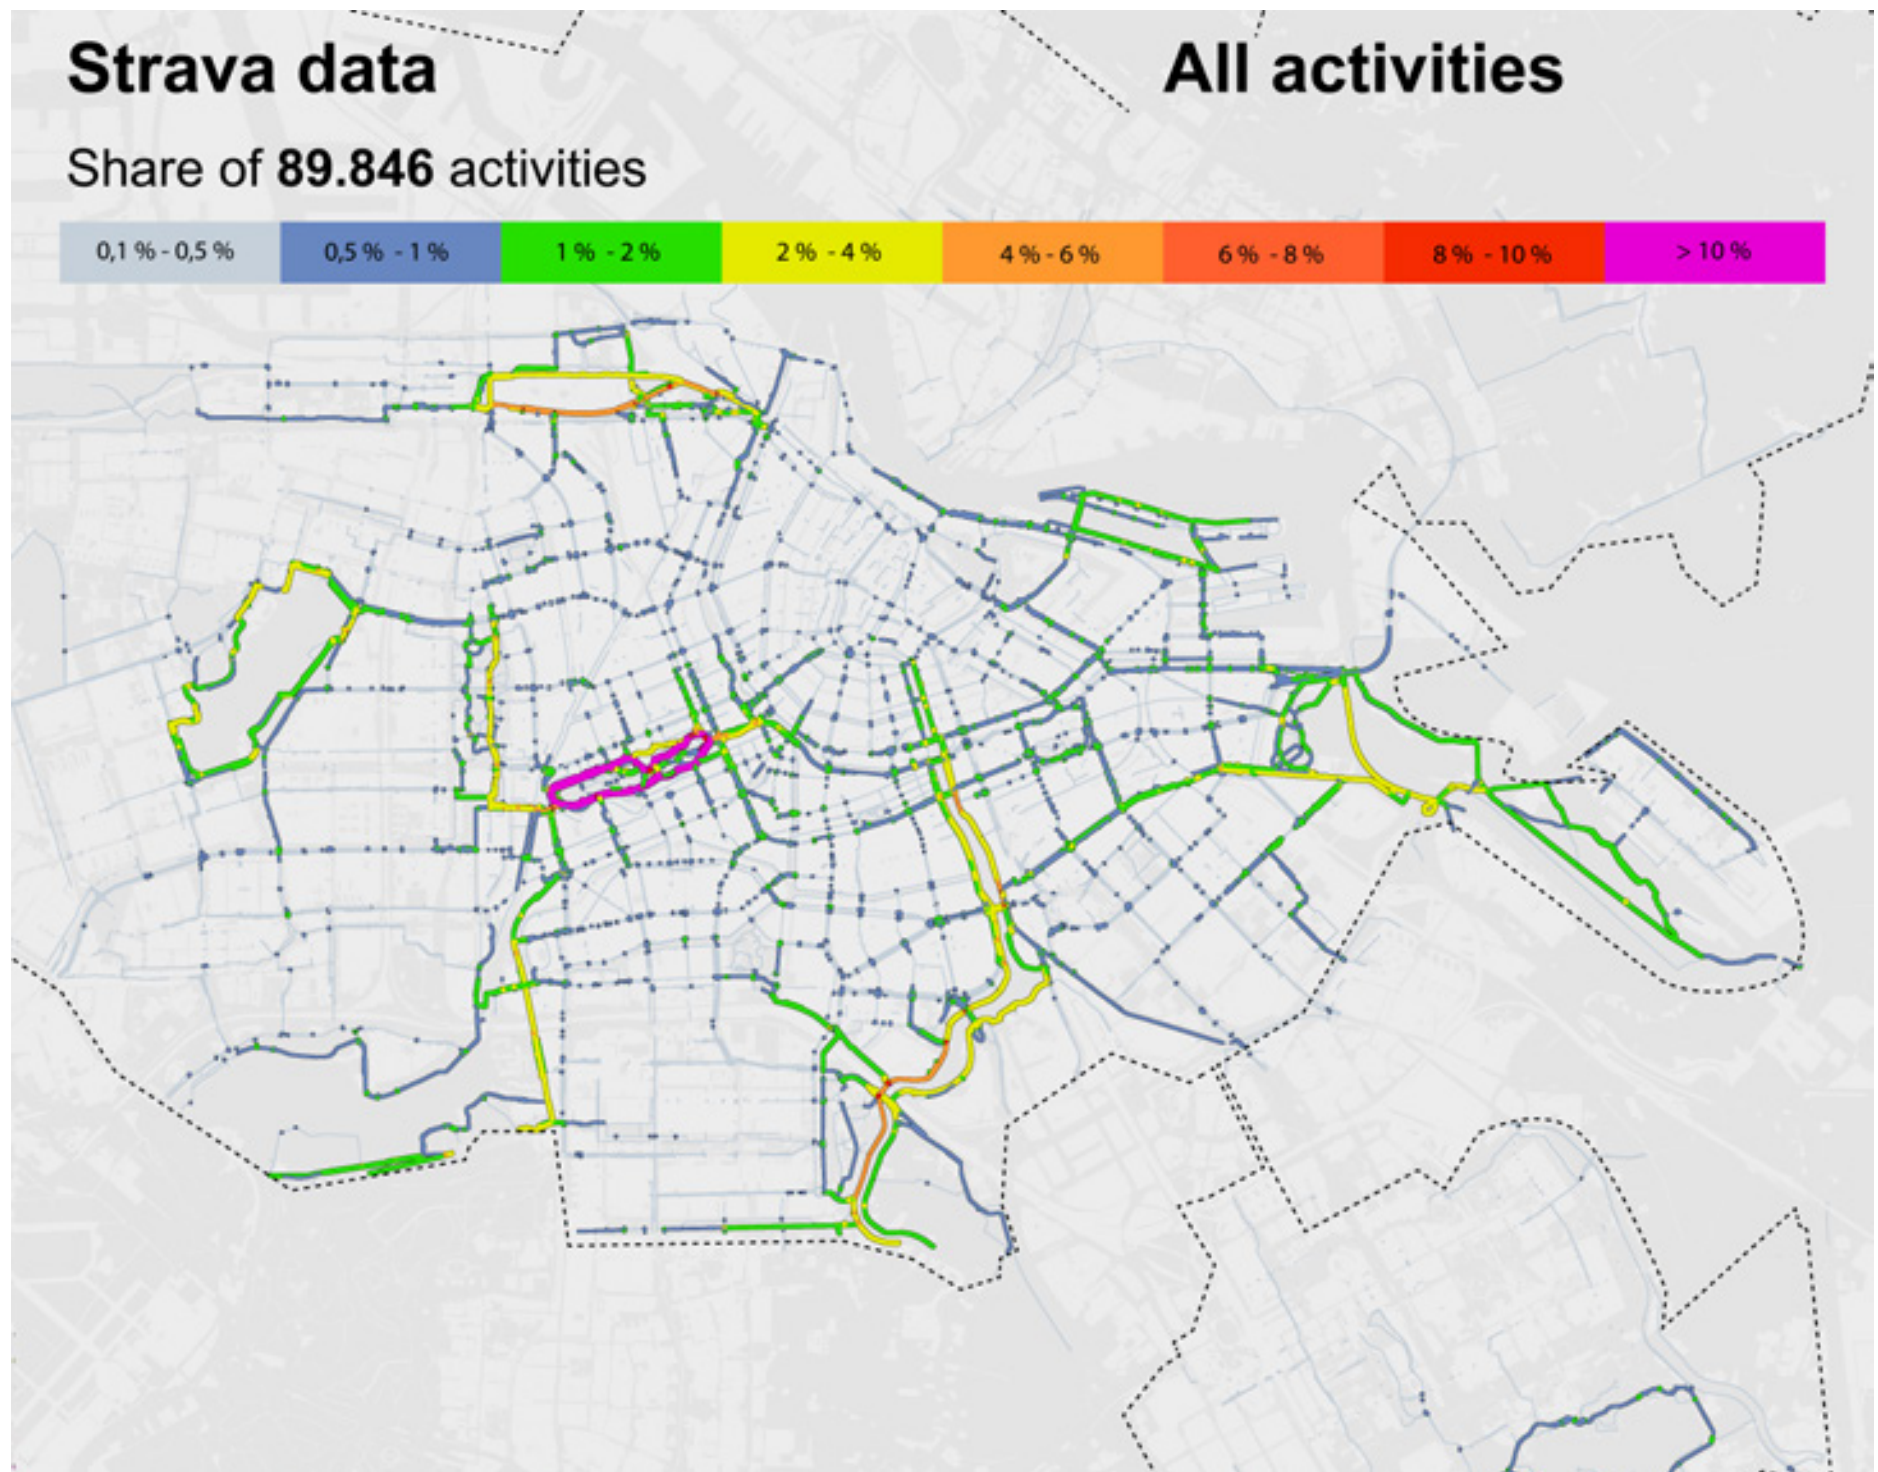 Strava data
All activities
Share of 89.846 activities
0,1 % - 0,5 %
0,5 % - 1 %
1 % - 2 %
2 % - 4 %
4 % - 6 %
6 % - 8 %
8 % - 10 %
> 10 %